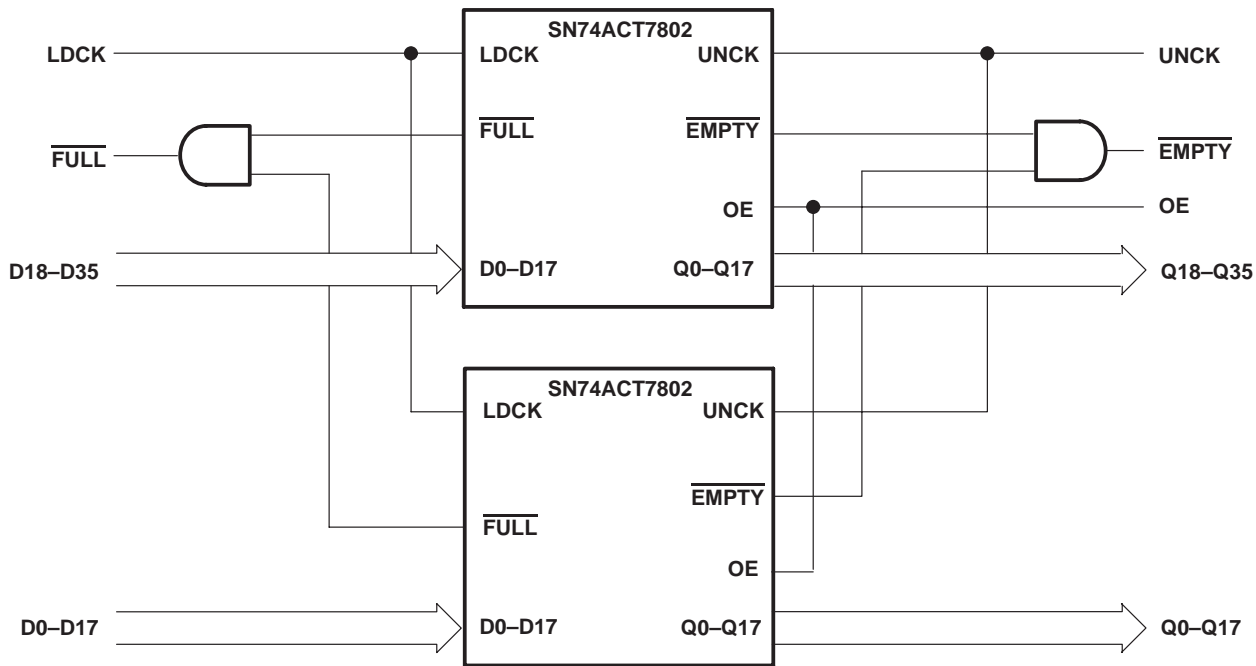 SN74ACT7802
LDCK
LDCK
UNCK
UNCK
FULL
FULL
EMPTY
EMPTY
OE
OE
D18–D35
D0–D17
Q0–Q17
Q18–Q35
SN74ACT7802
LDCK
UNCK
EMPTY
FULL
OE
D0–D17
D0–D17
Q0–Q17
Q0–Q17